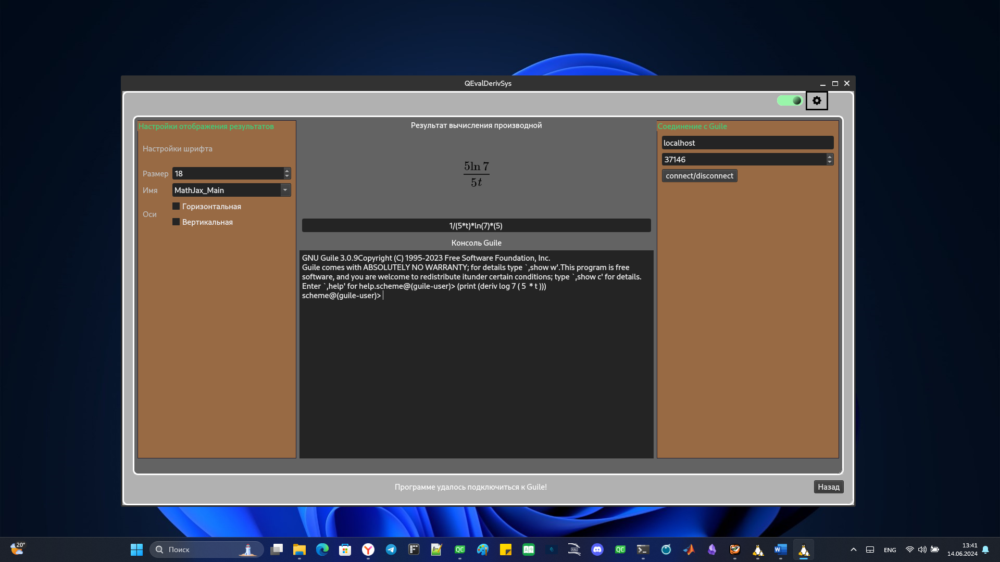 QEvalDerivSys
Настройки отображения результатов
Настройки шрифта
Размер 18
Имя MathJax_Main
Оси
Горизонтальная
Вертикальная
Результат вычисления производной
5ln 7
5t
1/(5*t)*ln(7)*(5)
Консоль Guile
GNU Guile 3.0.9Copyright (C) 1995-2023 Free Software Foundation, Inc.
Guile comes with ABSOLUTELY NO WARRANTY; for details type `,show w'.This program is free
software, and you are welcome to redistribute itunder certain conditions; type `,show c' for details.
Enter `,help' for help.scheme@(guile-user)> (print (deriv log 7 ( 5 * t )))
scheme@(guile-user)>
Соединение с Guile
localhost
37146
connect/disconnect
Программе удалось подключиться к Guile!
Назад
20°
Поиск
ENG
13:41
14.06.2024